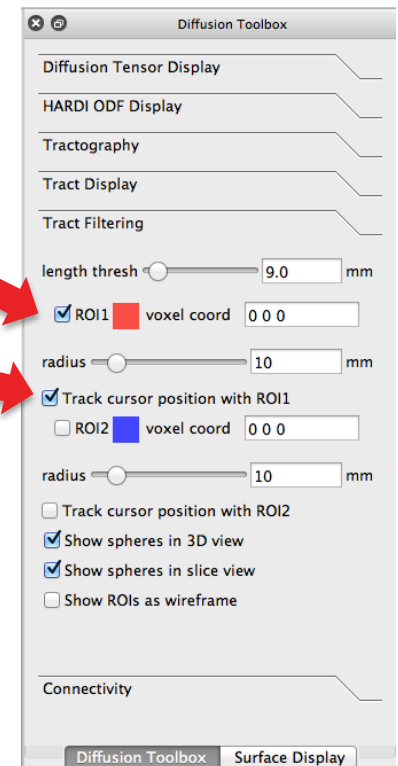 Diffusion Toolbox
Diffusion Tensor Display
HARDI ODF Display
Tractography
Tract Display
Tract Filtering
length thresh 9.0 mm
ROI1 voxel coord 0 0 0
radius 10 mm
Track cursor position with ROI1
ROI2 voxel coord 0 0 0
radius 10 mm
Track cursor position with ROI2
Show spheres in 3D view
Show spheres in slice view
Show ROIs as wireframe
Connectivity
Diffusion Toolbox Surface Display